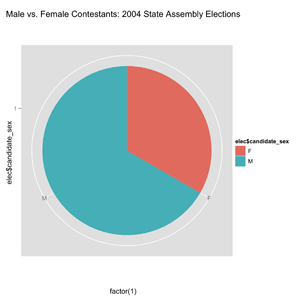 Male vs. Female Contestants: 2004 State Assembly Elections
1
elec$candidate_sex
elec$candidate_sex
F
M
M
F
factor(1)